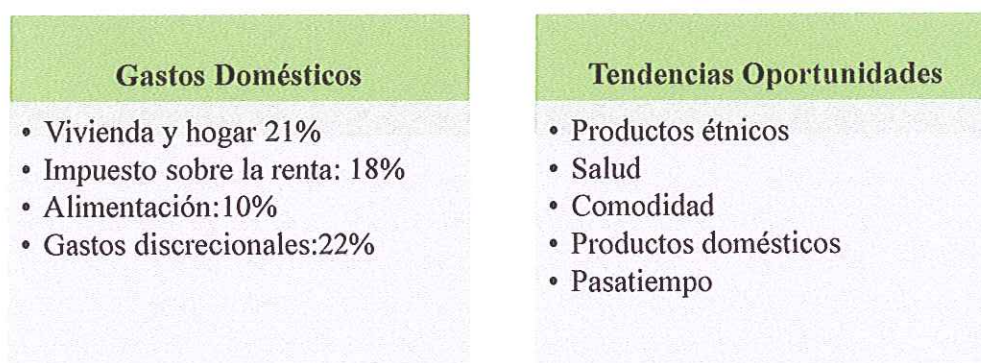 Gastos Domésticos
• Vivienda y hogar 21%
• Impuesto sobre la renta: 18%
• Alimentación:10%
• Gastos discrecionales:22%
Tendencias Oportunidades
• Productos étnicos
• Salud
• Comodidad
• Productos domésticos
• Pasatiempo